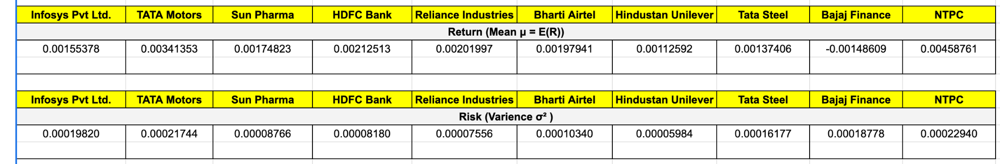 Infosys Pvt Ltd. TATA Motors Sun Pharma HDFC Bank Reliance Industries Bharti Airtel Hindustan Unilever Tata Steel Bajaj Finance NTPC
Return (Mean μ = E(R))
0.00155378 0.00341353 0.00174823 0.00212513 0.00201997 0.00197941 0.00112592 0.00137406 -0.00148609 0.00458761
Infosys Pvt Ltd. TATA Motors Sun Pharma HDFC Bank Reliance Industries Bharti Airtel Hindustan Unilever Tata Steel Bajaj Finance NTPC
Risk (Varience σ² )
0.00019820 0.00021744 0.00008766 0.00008180 0.00007556 0.00010340 0.00005984 0.00016177 0.00018778 0.00022940